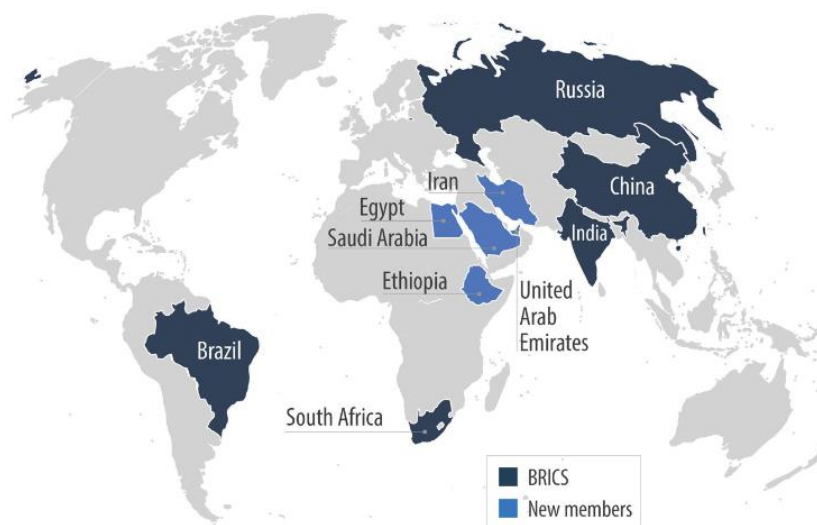 Russia
Iran
China
Egypt
Saudi Arabia
India
Ethiopia
United
Arab
Emirates
Brazil
South Africa
BRICS
New members